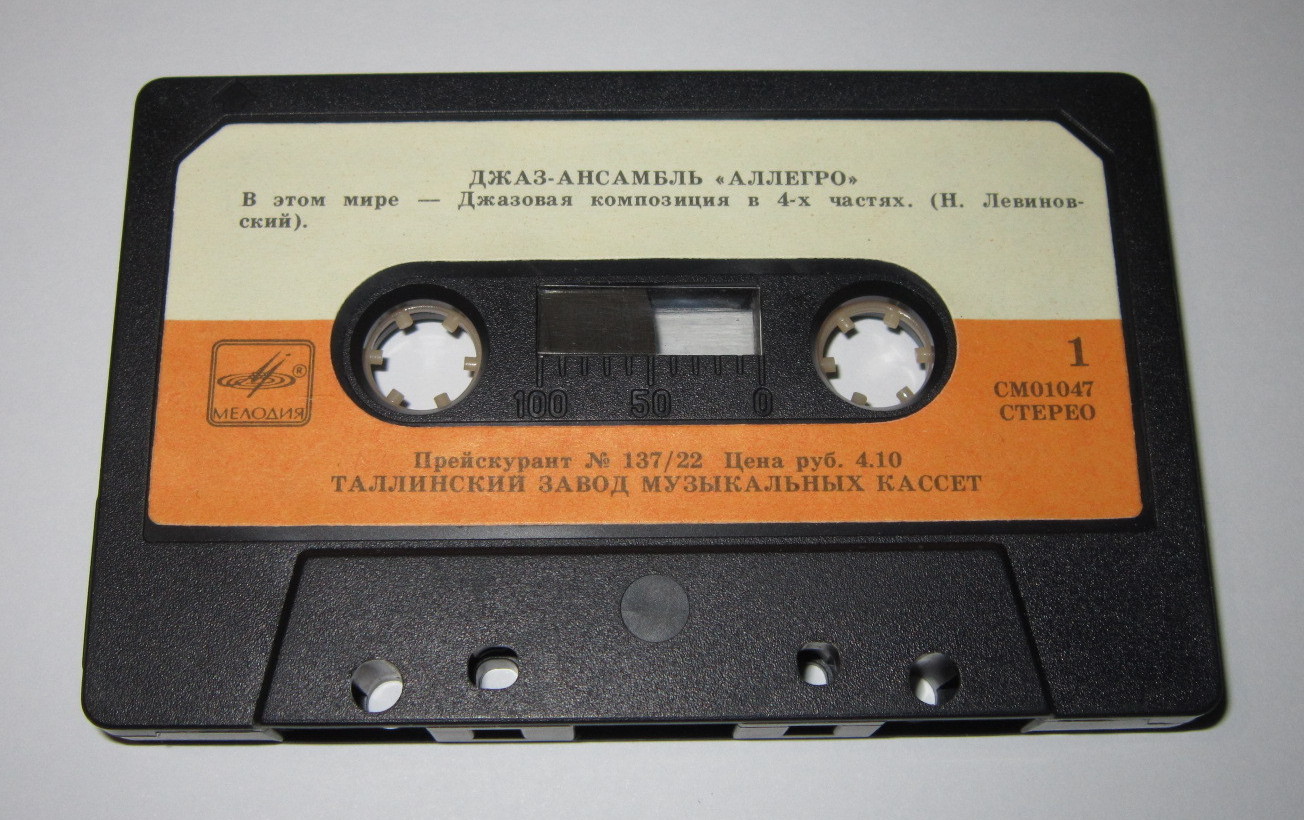 ДЖАЗ-АНСАМБЛЬ «АЛЛЕГРО»
В этом мире — Джазовая композиция в 4-х частях. (Н. Левинов-
ский).
1
®
МЕЛОДИЯ
СМ01047
СТЕРЕО
100 50 0
Прейскурант № 137/22 Цена руб. 4.10
ТАЛЛИНСКИЙ ЗАВОД МУЗЫКАЛЬНЫХ КАССЕТ